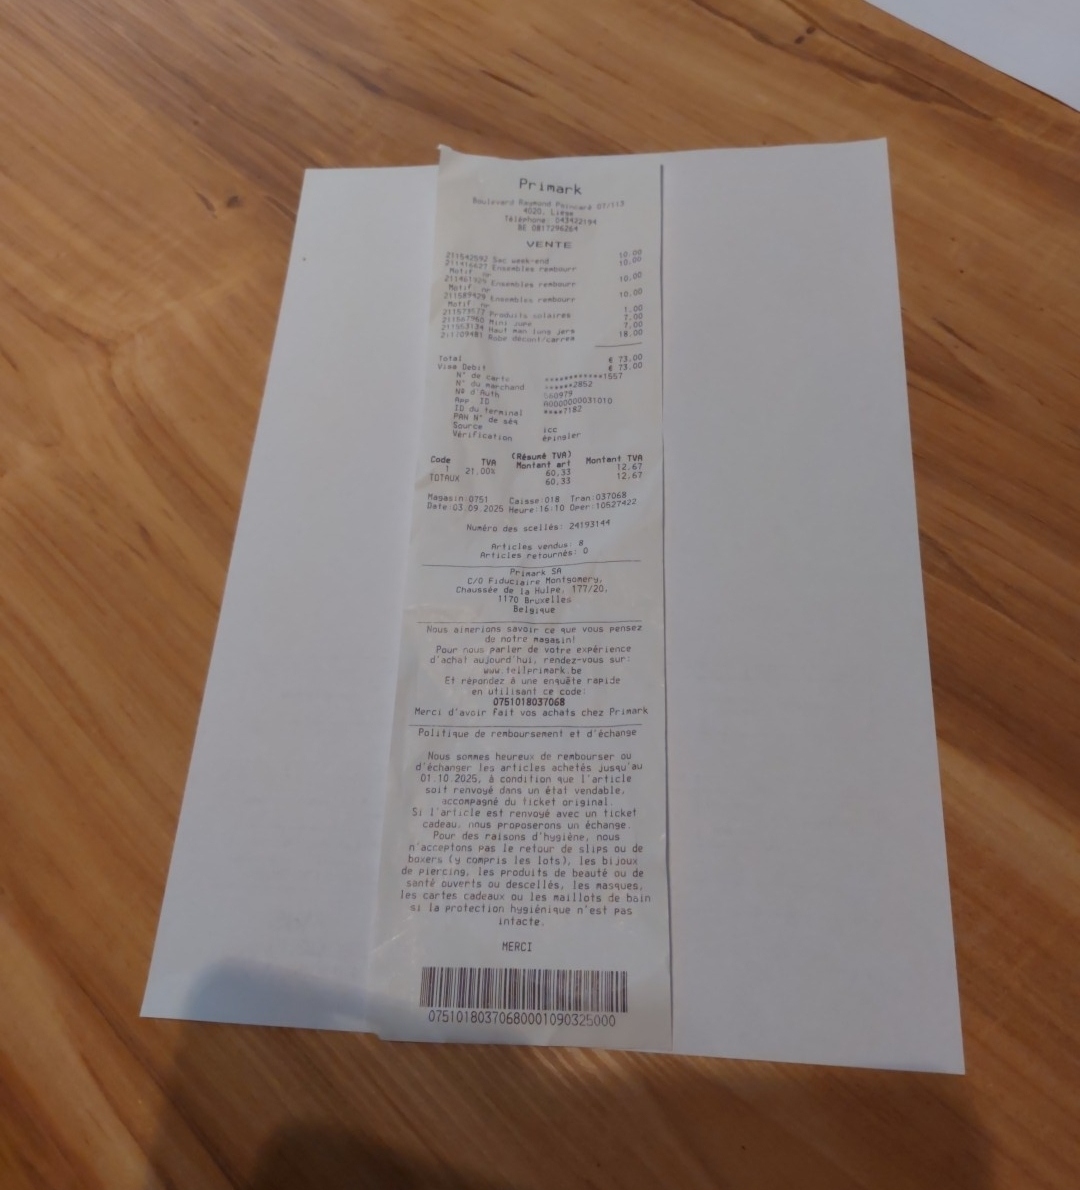 Primark
Boulevard Raymond Poincaré 07/113
4020, Liège
Téléphone: 043422194
BE 0817296264
VENTE
211542592 Sac week-end 10.00
211416627 Ensembles rembourr 10.00
Motif nr
Ensembles rembourr 10.00
Motif nr
211589429 Ensembles rembourr 10.00
Motif nr
211573577 Produits solaires 1.00
211567960 Mini jupe 7.00
211553134 Haut man long jers 7.00
Robe décont/carrea 18.00
Total € 73.00
Visa Debit € 73.00
N° de carte ************1557
N° du marchand ******2852
N° d'Auth 560979
App ID A0000000031010
ID du terminal ****7182
PAN N° de séq
Source icc
Vérification épingler
(Résumé TVA)
Code TVA Montant art Montant TVA
1 21.00% 60.33 12.67
TOTAUX 60.33 12.67
Magasin:0751 Caisse:018 Tran:037068
Date:03.09.2025 Heure:16:10 Oper:10527422
Numéro des scellés: 24193144
Articles vendus: 8
Articles retournés: 0
Primark SA
C/O Fiduciaire Montgomery,
Chaussée de la Hulpe, 177/20,
1170 Bruxelles
Belgique
Nous aimerions savoir ce que vous pensez
de notre magasin!
Pour nous parler de votre expérience
d'achat aujourd'hui, rendez-vous sur:
www.tellprimark.be
Et répondez à une enquête rapide
en utilisant ce code:
0751018037068
Merci d'avoir fait vos achats chez Primark
Politique de remboursement et d'échange
Nous sommes heureux de rembourser ou
d'échanger les articles achetés jusqu'au
01.10.2025, à condition que l'article
soit renvoyé dans un état vendable,
accompagné du ticket original.
Si l'article est renvoyé avec un ticket
cadeau, nous proposerons un échange.
Pour des raisons d'hygiène, nous
n'acceptons pas le retour de slips ou de
boxers (y compris les lots), les bijoux
de piercing, les produits de beauté ou de
santé ouverts ou descellés, les masques,
les cartes cadeaux ou les maillots de bain
si la protection hygiénique n'est pas
intacte.
MERCI
07510180370680001090325000